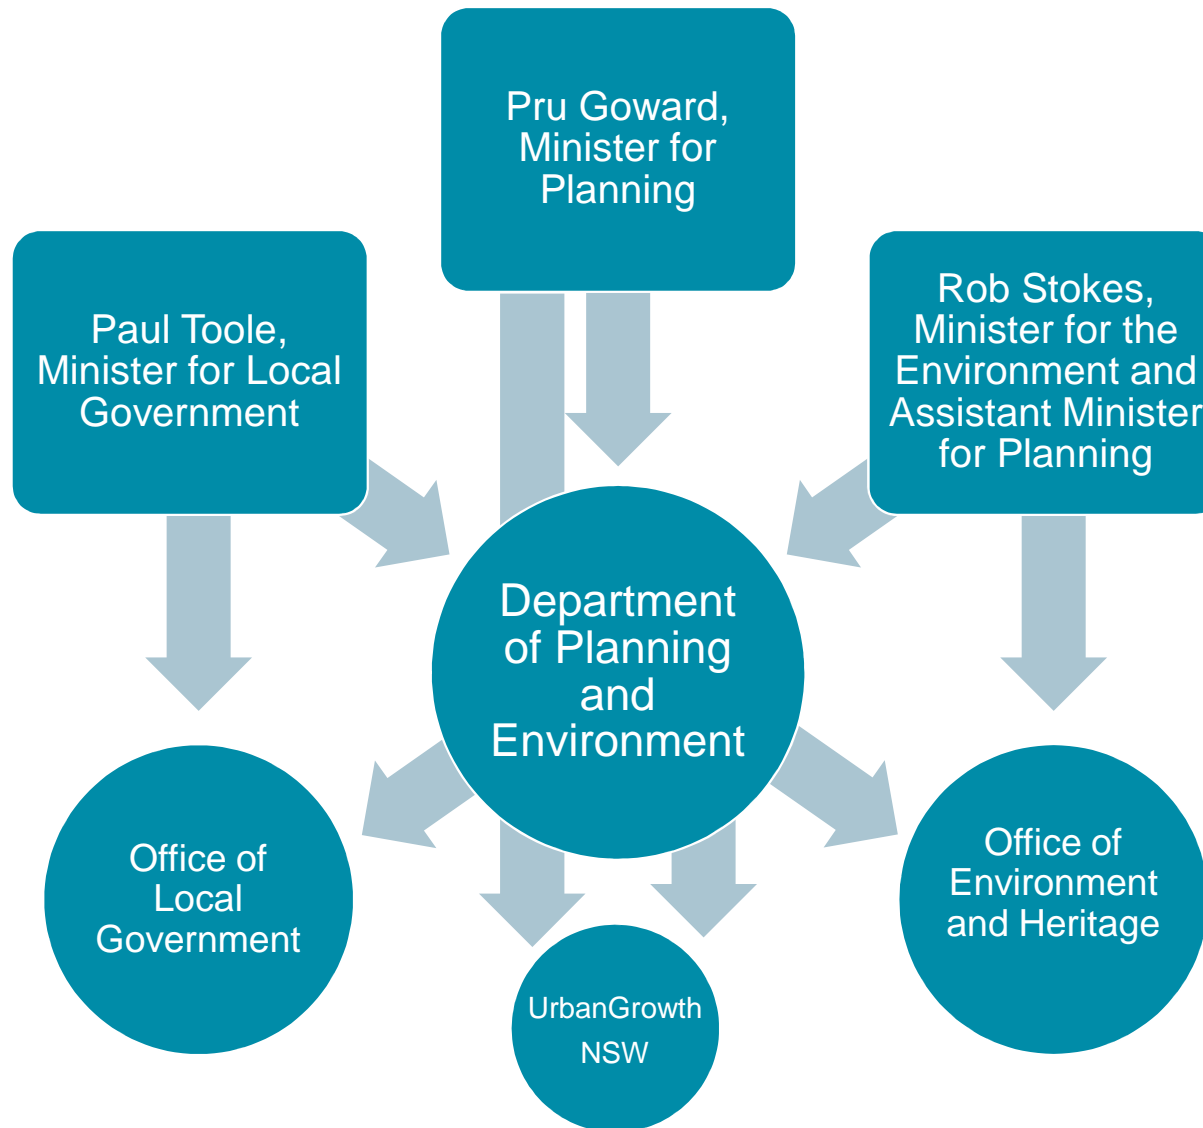 Pru Goward,
Minister for
Planning
Paul Toole,
Minister for Local
Government
Rob Stokes,
Minister for the
Environment and
Assistant Minister
for Planning
Department
of Planning
and
Environment
Office of
Local
Government
Office of
Environment
and Heritage
UrbanGrowth
NSW